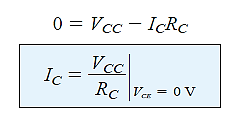 0 = V_CC − I_C R_C
I_C = V_CC / R_C |_{V_CE = 0 V}